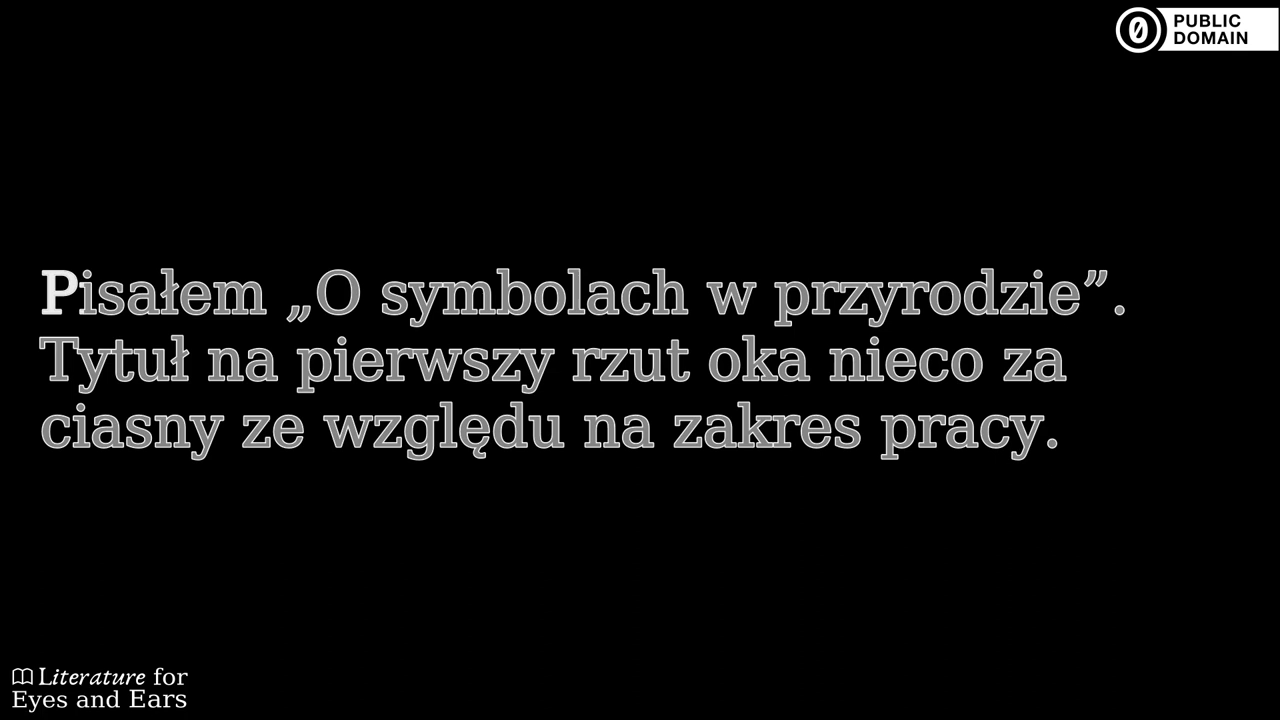 PUBLIC
DOMAIN
Pisałem „O symbolach w przyrodzie”.
Tytuł na pierwszy rzut oka nieco za
ciasny ze względu na zakres pracy.
Literature for
Eyes and Ears